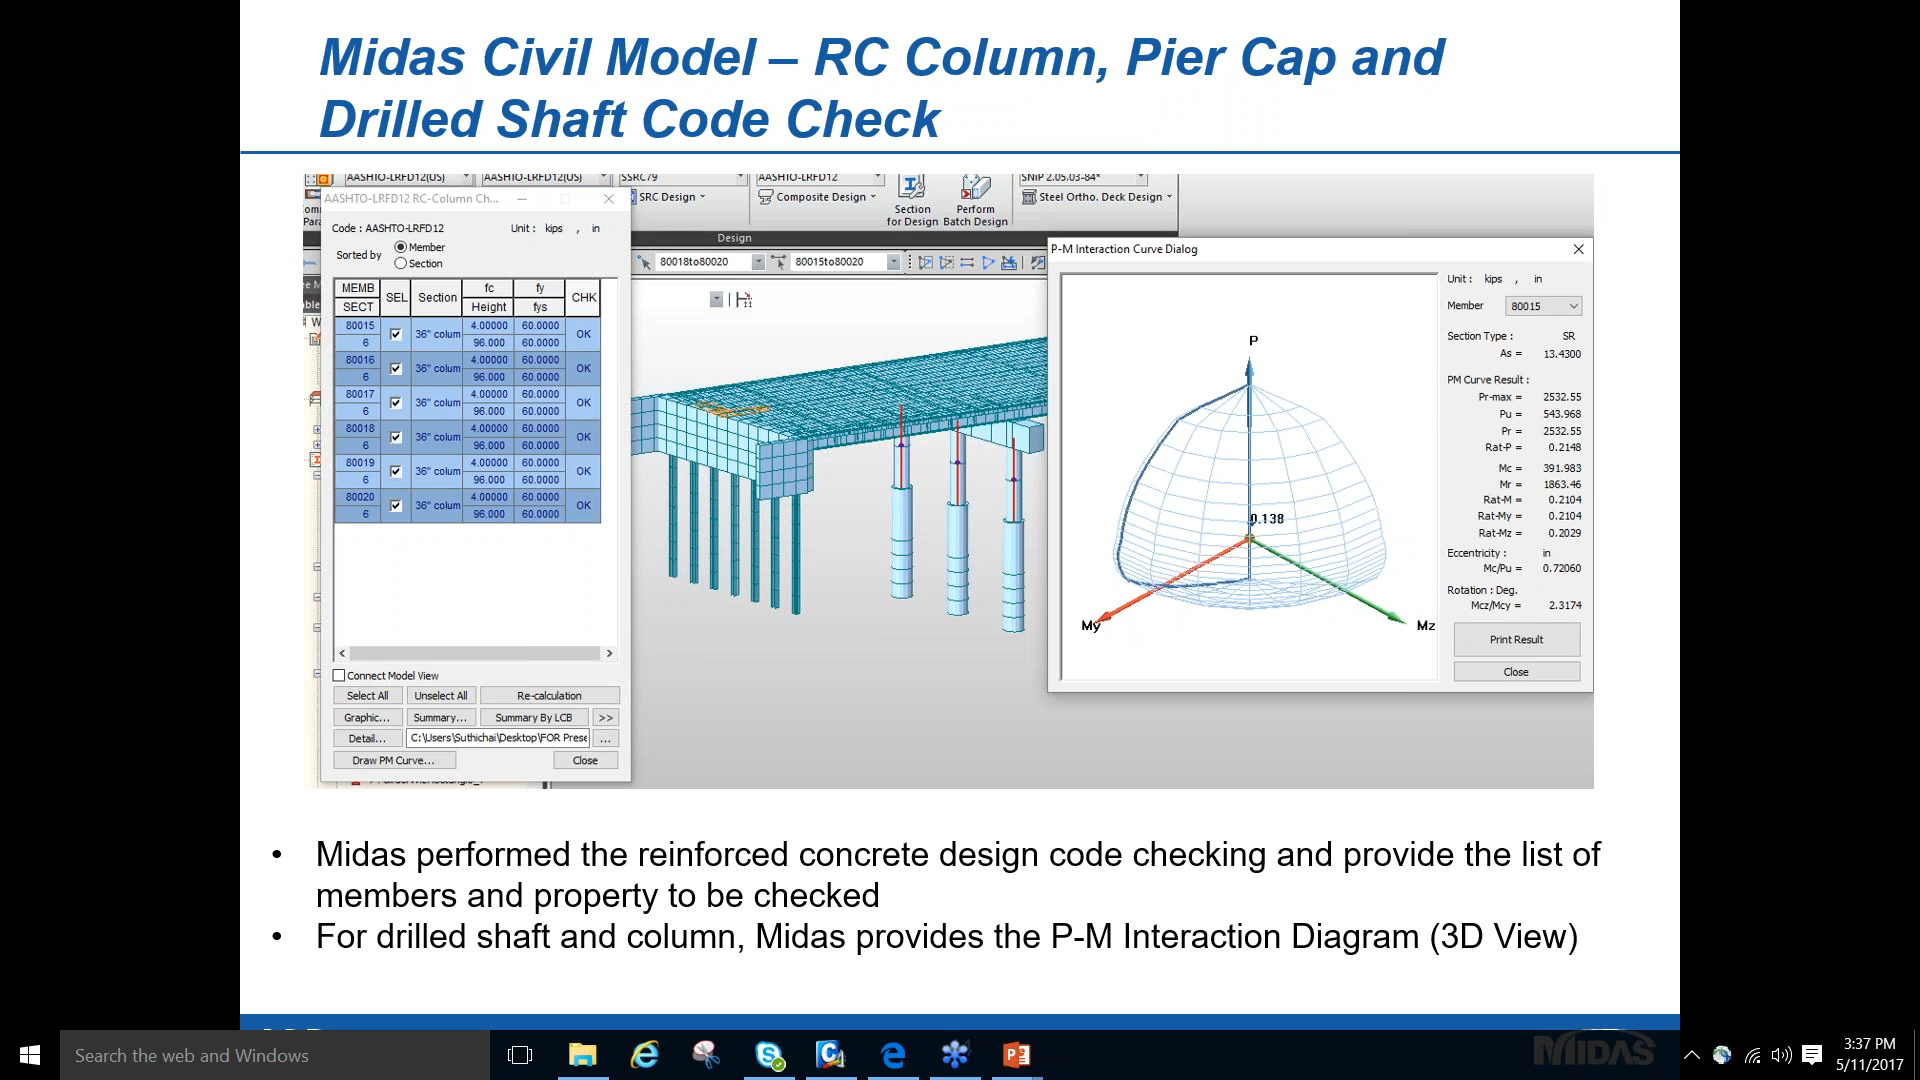 Midas Civil Model – RC Column, Pier Cap and
Drilled Shaft Code Check
AASHTO-LRFD12(US) AASHTO-LRFD12(US) SSRC79 AASHTO-LRFD12 SNiP 2.05.03-84*
SRC Design Composite Design Section for Design Perform Batch Design Steel Ortho. Deck Design
Design
80018to80020 80015to80020
AASHTO-LRFD12 RC-Column Ch...
Code : AASHTO-LRFD12 Unit : kips , in
Sorted by Member
Section
MEMB SEL Section fc fy CHK
SECT Height fys
80015 36" colum 4.00000 60.0000 OK
6 96.000 60.0000
80016 36" colum 4.00000 60.0000 OK
6 96.000 60.0000
80017 36" colum 4.00000 60.0000 OK
6 96.000 60.0000
80018 36" colum 4.00000 60.0000 OK
6 96.000 60.0000
80019 36" colum 4.00000 60.0000 OK
6 96.000 60.0000
80020 36" colum 4.00000 60.0000 OK
6 96.000 60.0000
Connect Model View
Select All Unselect All Re-calculation
Graphic... Summary... Summary By LCB >>
Detail... C:\Users\Suthichai\Desktop\FOR Prese ...
Draw PM Curve... Close
P-M Interaction Curve Dialog
P
0.138
My
Mz
Unit : kips , in
Member 80015
Section Type : SR
As = 13.4300
PM Curve Result :
Pr-max = 2532.55
Pu = 543.968
Pr = 2532.55
Rat-P = 0.2148
Mc = 391.983
Mr = 1863.46
Rat-M = 0.2104
Rat-My = 0.2104
Rat-Mz = 0.2029
Eccentricity : in
Mc/Pu = 0.72060
Rotation : Deg.
Mcz/Mcy = 2.3174
Print Result
Close
• Midas performed the reinforced concrete design code checking and provide the list of
members and property to be checked
• For drilled shaft and column, Midas provides the P-M Interaction Diagram (3D View)
MIDAS
Search the web and Windows
3:37 PM
5/11/2017